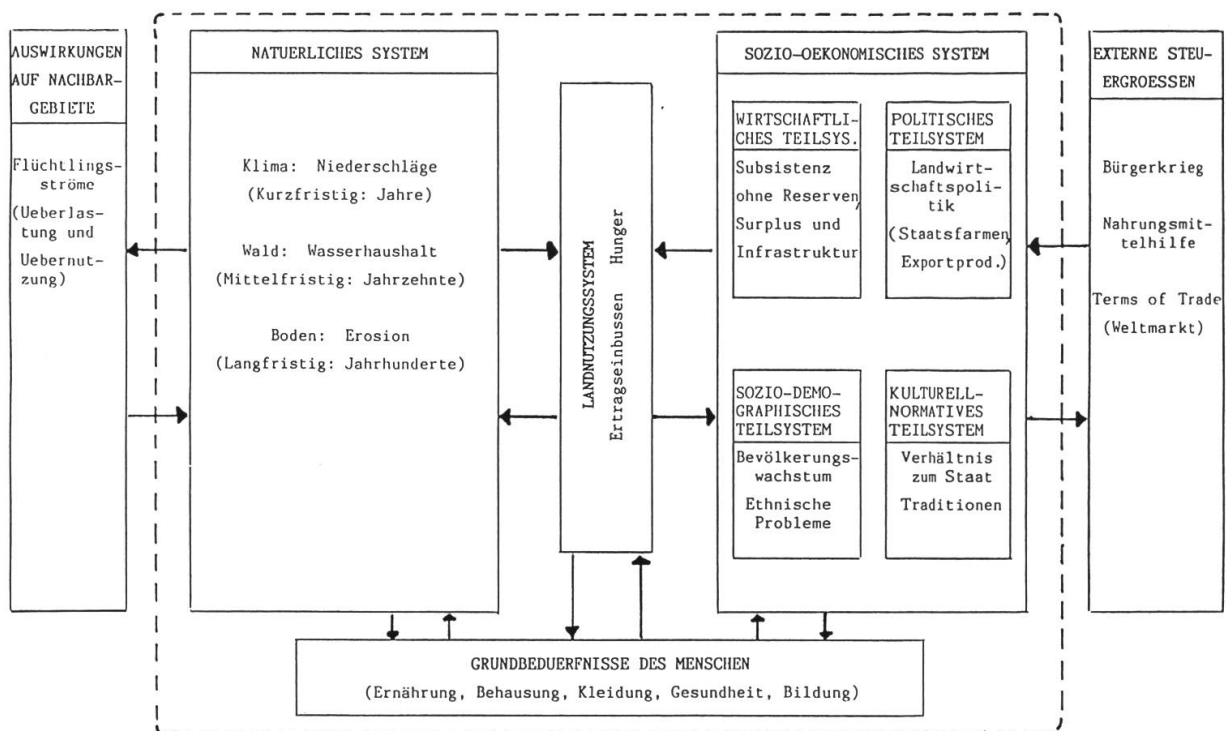 AUSWIRKUNGEN
AUF NACHBAR-
GEBIETE
Flüchtlings-
ströme
(Ueberlas-
tung und
Uebernut-
zung)
NATUERLICHES SYSTEM
Klima: Niederschläge
(Kurzfristig: Jahre)
Wald: Wasserhaushalt
(Mittelfristig: Jahrzehnte)
Boden: Erosion
(Langfristig: Jahrhunderte)
LANDNUTZUNGSSYSTEM
Ertragseinbussen Hunger
SOZIO-OEKONOMISCHES SYSTEM
WIRTSCHAFTLI-
CHES TEILSYS.
Subsistenz
ohne Reserven,
Surplus und
Infrastruktur
POLITISCHES
TEILSYSTEM
Landwirt-
schaftspoli-
tik
(Staatsfarmen,
Exportprod.)
SOZIO-DEMO-
GRAPHISCHES
TEILSYSTEM
Bevölkerungs-
wachstum
Ethnische
Probleme
KULTURELL-
NORMATIVES
TEILSYSTEM
Verhältnis
zum Staat
Traditionen
EXTERNE STEU-
ERGROESSEN
Bürgerkrieg
Nahrungsmit-
telhilfe
Terms of Trade
(Weltmarkt)
GRUNDBEDUERFNISSE DES MENSCHEN
(Ernährung, Behausung, Kleidung, Gesundheit, Bildung)